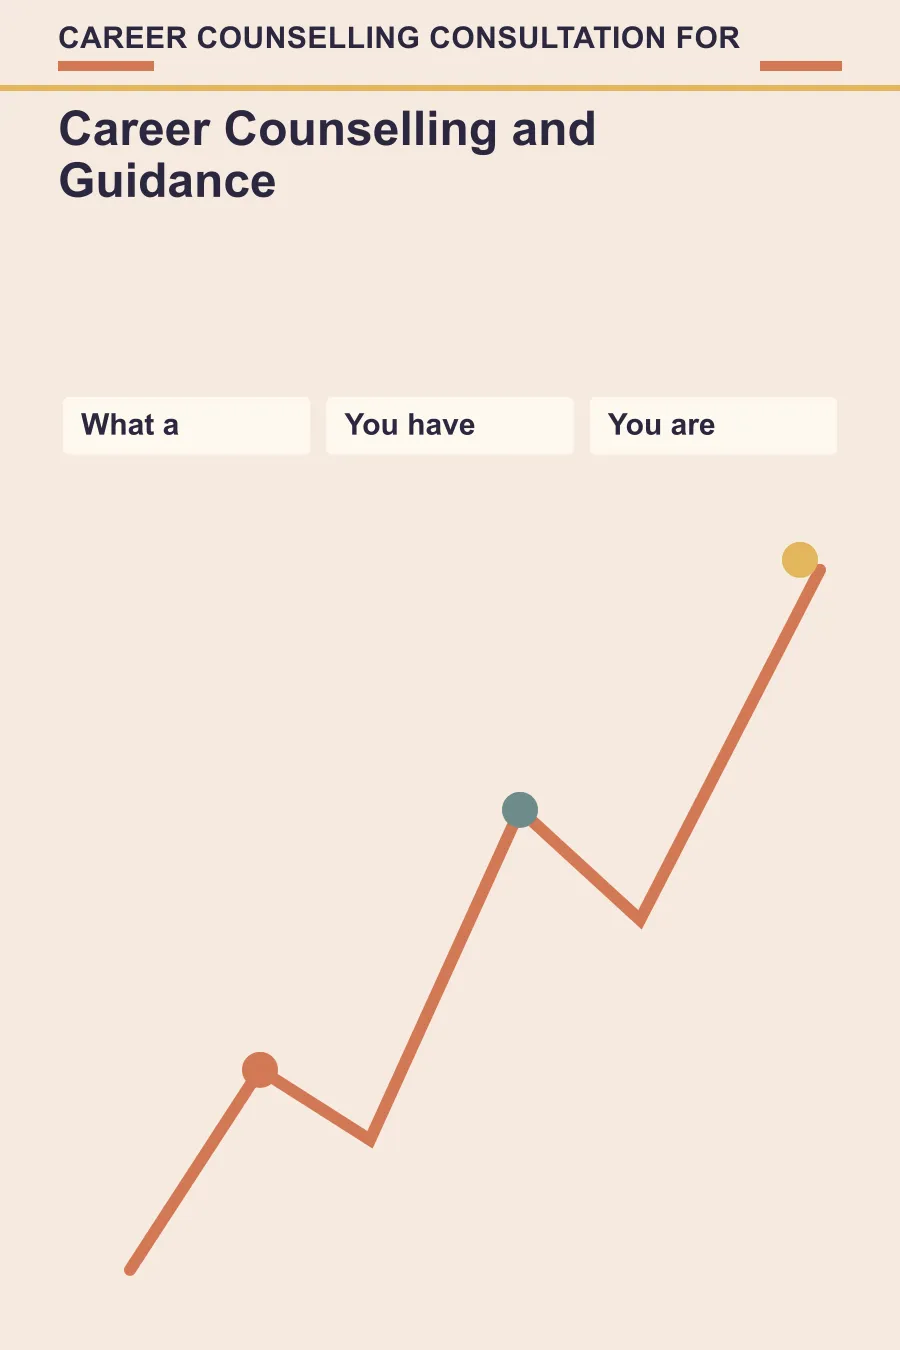 CAREER COUNSELLING CONSULTATION FOR
Career Counselling and
Guidance
What a
You have
You are